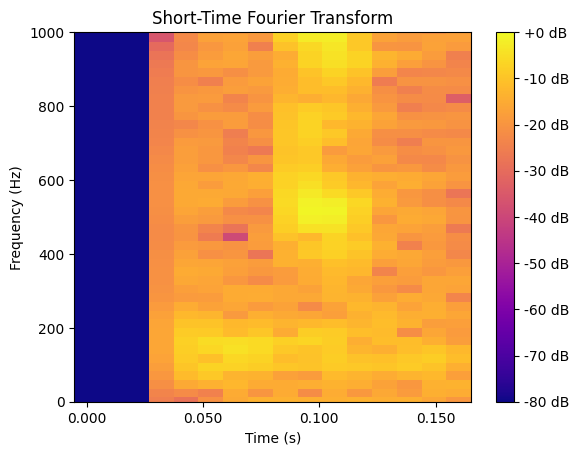 Short-Time Fourier Transform
Frequency (Hz)
1000
800
600
400
200
0
0.000 0.050 0.100 0.150
Time (s)
+0 dB
-10 dB
-20 dB
-30 dB
-40 dB
-50 dB
-60 dB
-70 dB
-80 dB